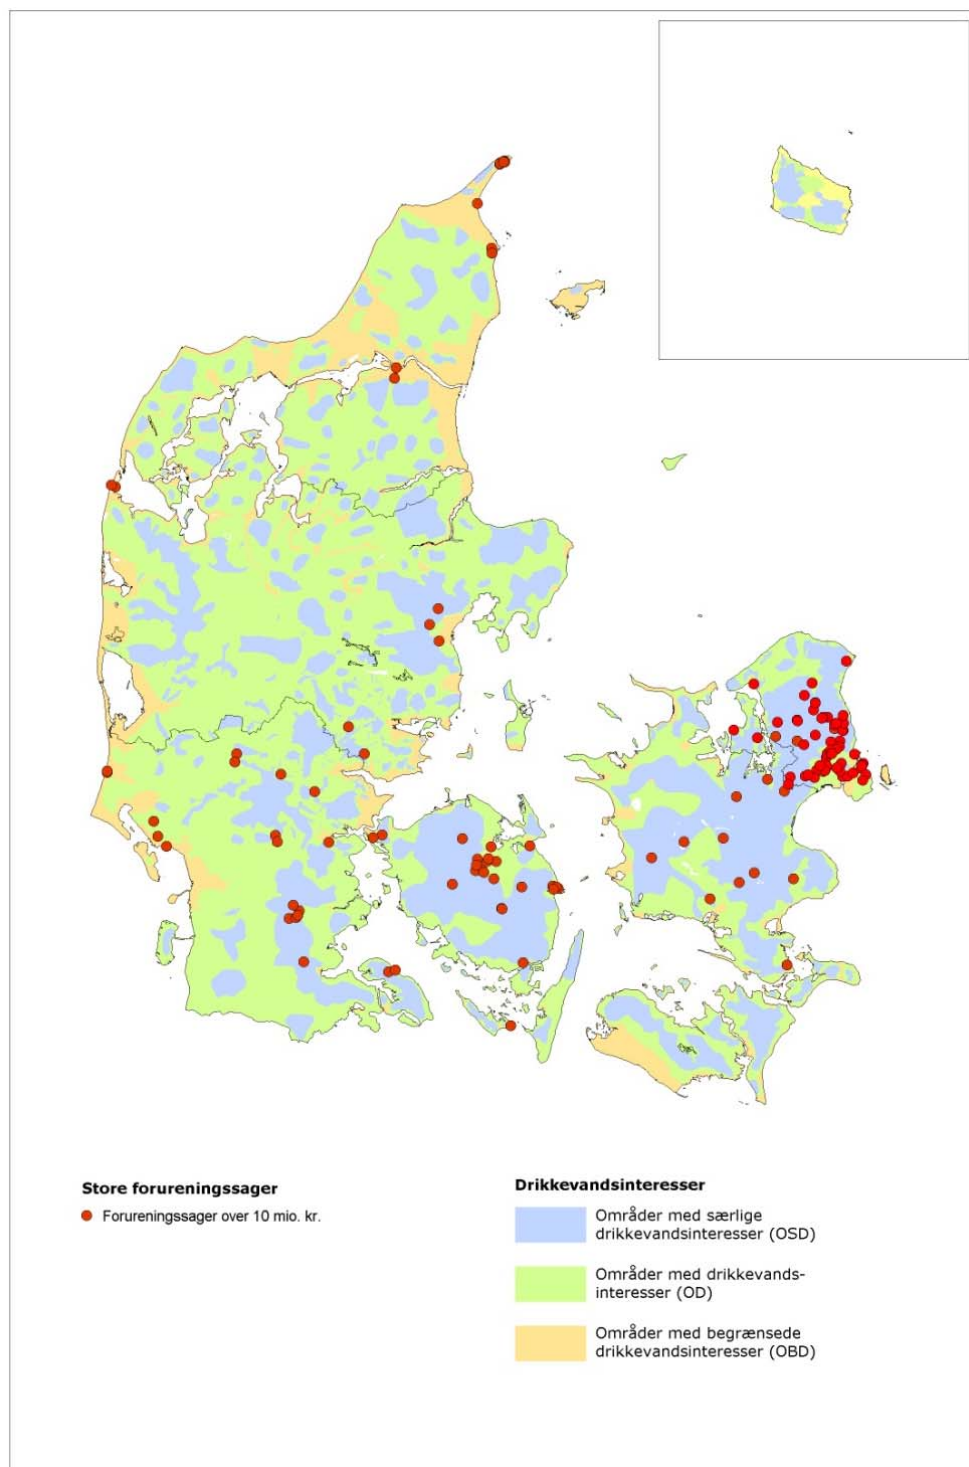 Store forureningssager
Forureningssager over 10 mio. kr.
Drikkevandsinteresser
Områder med særlige
drikkevandsinteresser (OSD)
Områder med drikkevands-
interesser (OD)
Områder med begrænsede
drikkevandsinteresser (OBD)